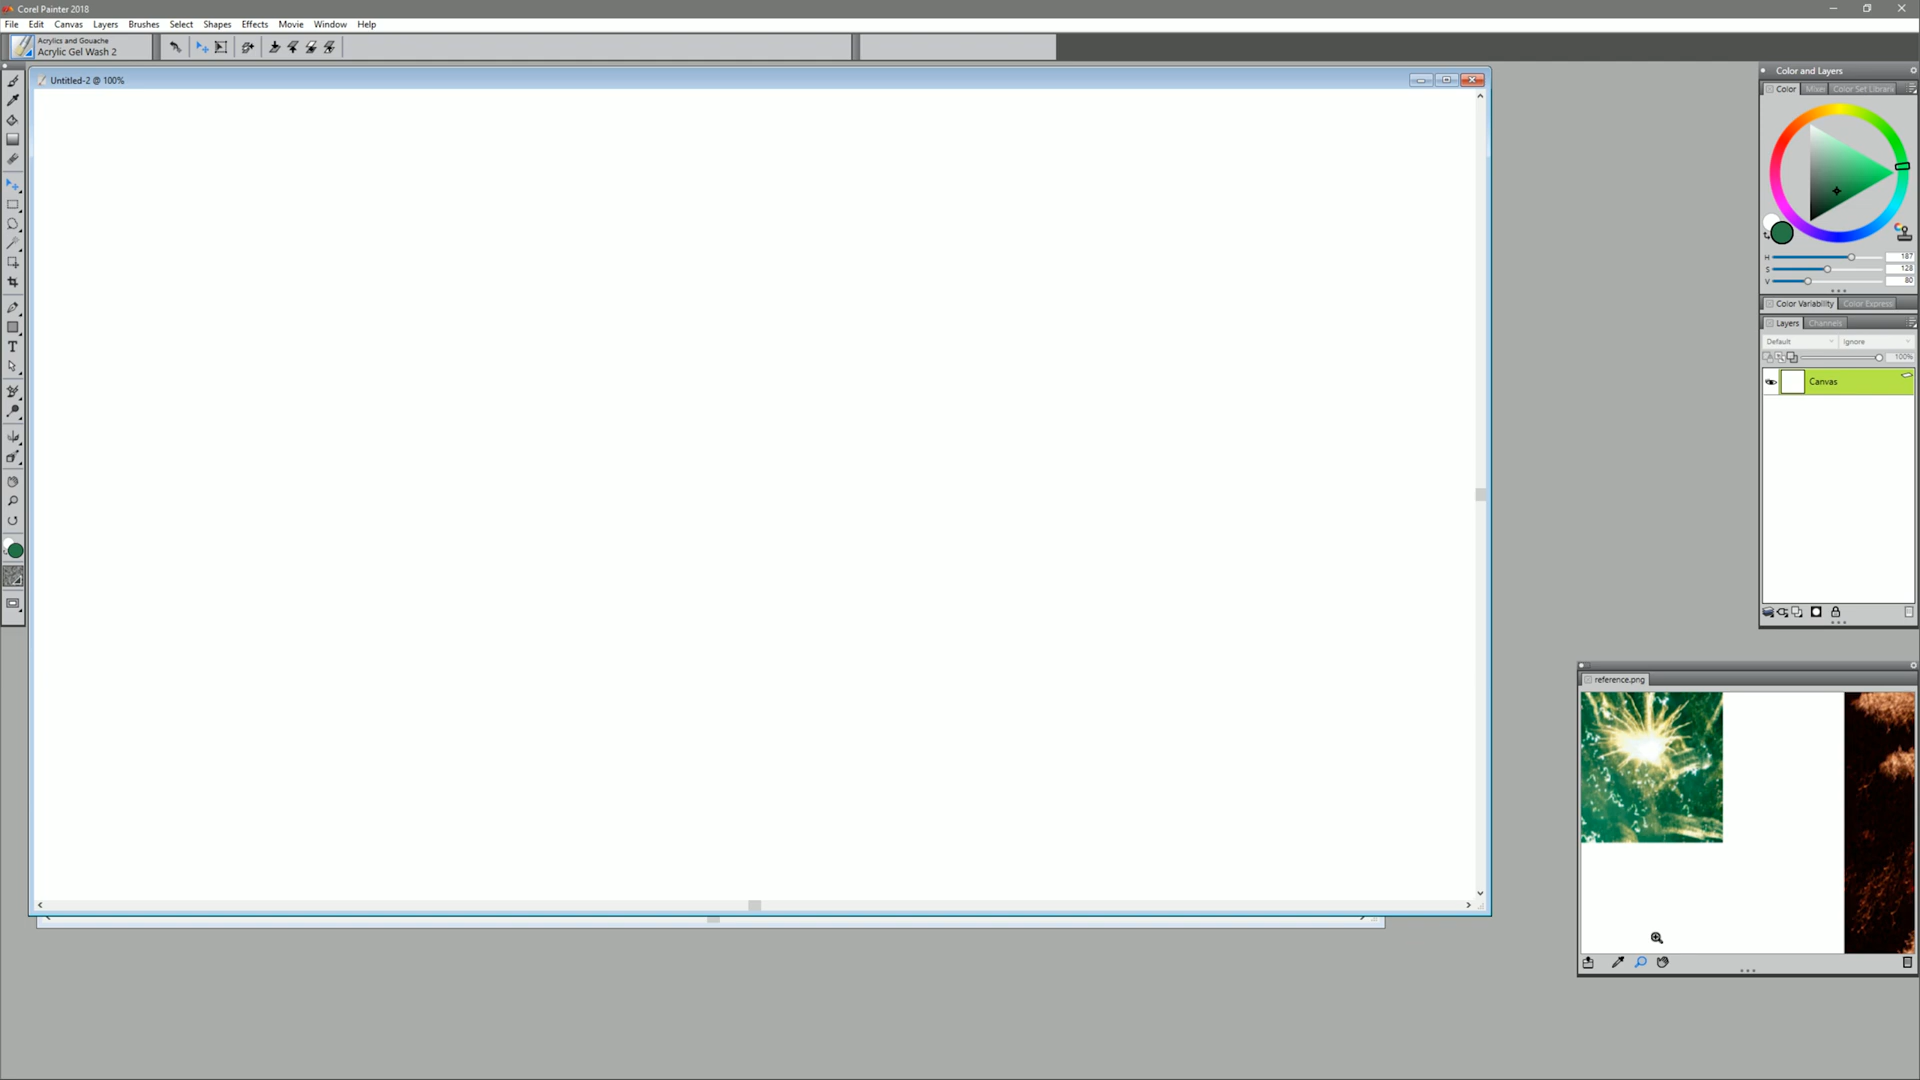 Corel Painter 2018
File Edit Canvas Layers Brushes Select Shapes Effects Movie Window Help
Acrylics and Gouache
Acrylic Gel Wash 2
Untitled-2 @ 100%
Color and Layers
Color Mixer Color Set Librari
H 187
S 128
V 80
Color Variability Color Express
Layers Channels
Default Ignore
100%
Canvas
T
reference.png